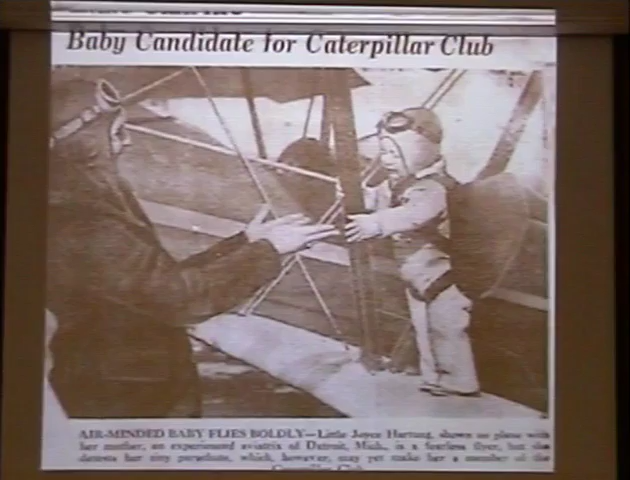 Baby Candidate for Caterpillar Club
AIR-MINDED BABY FLIES BOLDLY—Little Joyce Hartung, shown on plane with
her mother, an experienced aviatrix of Detroit, Mich., is a fearless flyer, but she
her tiny parachute, which, however, may yet make her a member of the
Caterpillar Club